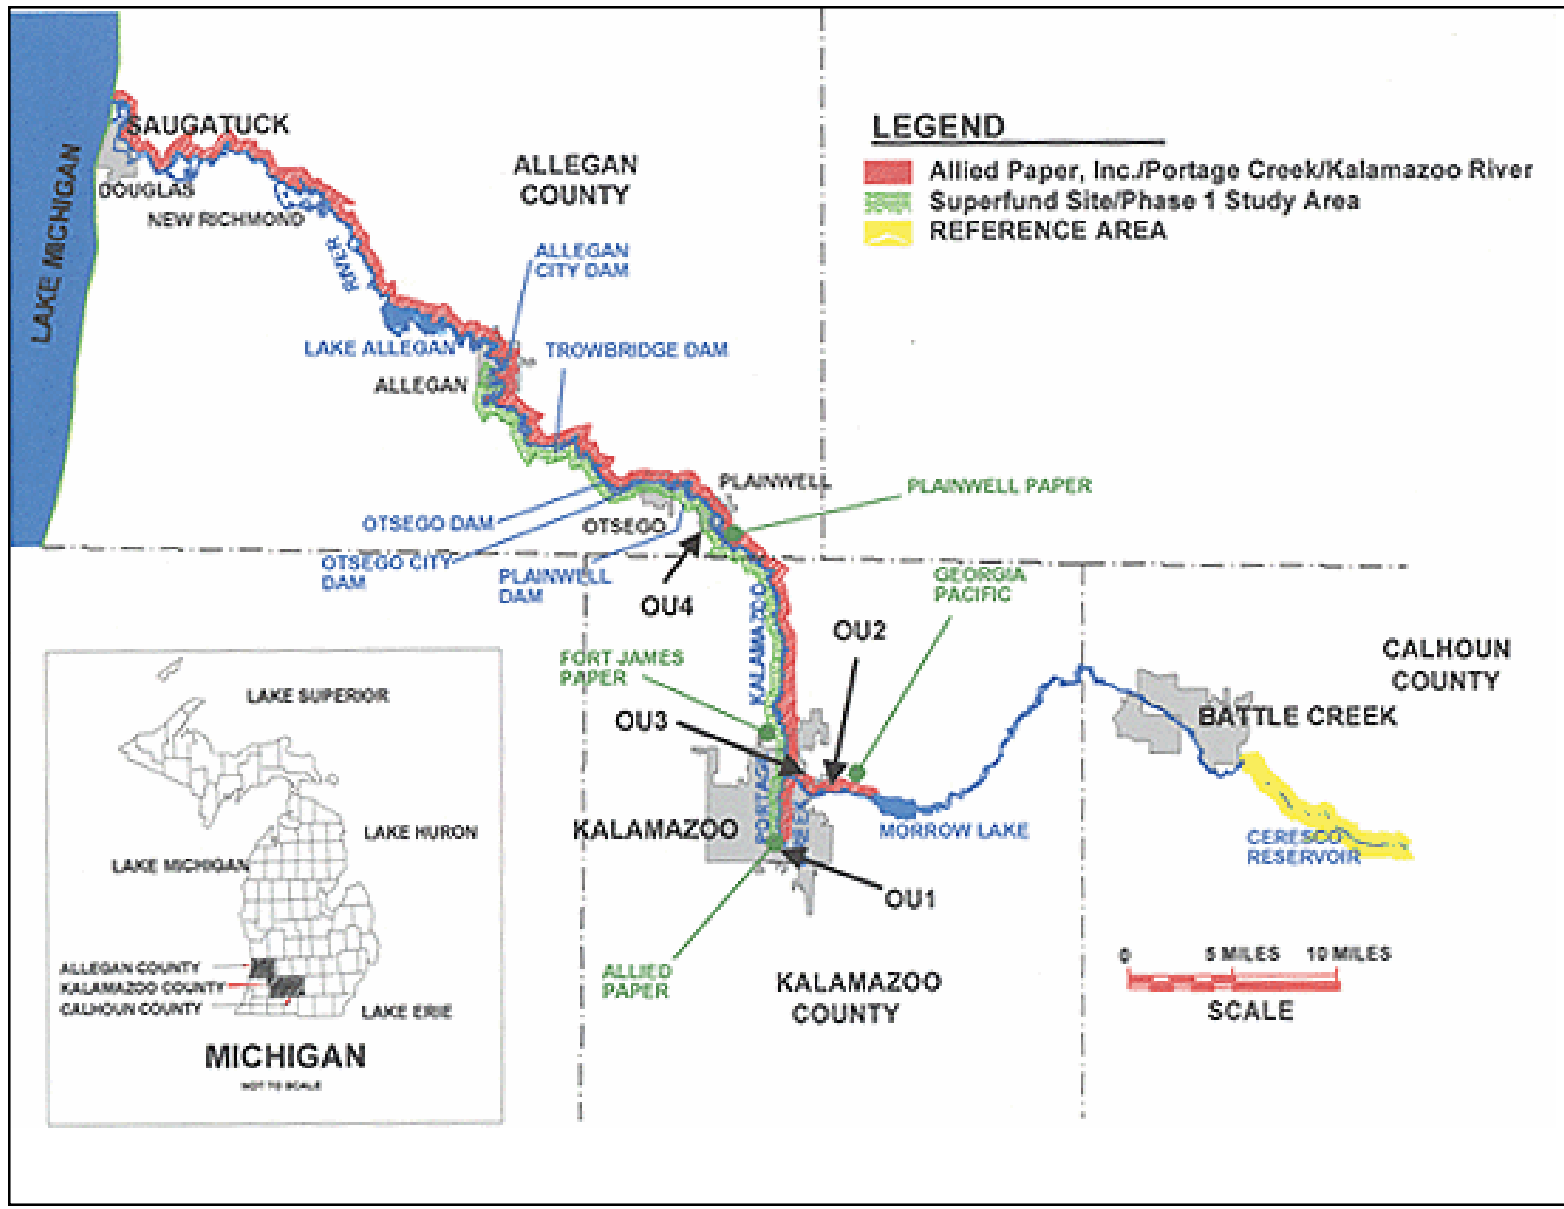 SAUGATUCK
DOUGLAS
NEW RICHMOND
LAKE MICHIGAN
RIVER
ALLEGAN
COUNTY
ALLEGAN
CITY DAM
LAKE ALLEGAN
TROWBRIDGE DAM
ALLEGAN
LEGEND
Allied Paper, Inc./Portage Creek/Kalamazoo River
Superfund Site/Phase 1 Study Area
REFERENCE AREA
PLAINWELL
PLAINWELL PAPER
OTSEGO DAM
OTSEGO
OTSEGO CITY
DAM
PLAINWELL
DAM
OU4
KALAMAZOO
GEORGIA
PACIFIC
OU2
FORT JAMES
PAPER
OU3
CALHOUN
COUNTY
BATTLE CREEK
KALAMAZOO
PORTAGE
CREEK
MORROW LAKE
CERESCO
RESERVOIR
OU1
ALLIED
PAPER
KALAMAZOO
COUNTY
0 5 MILES 10 MILES
SCALE
LAKE SUPERIOR
LAKE HURON
LAKE MICHIGAN
ALLEGAN COUNTY
KALAMAZOO COUNTY
CALHOUN COUNTY
LAKE ERIE
MICHIGAN
NOT TO SCALE